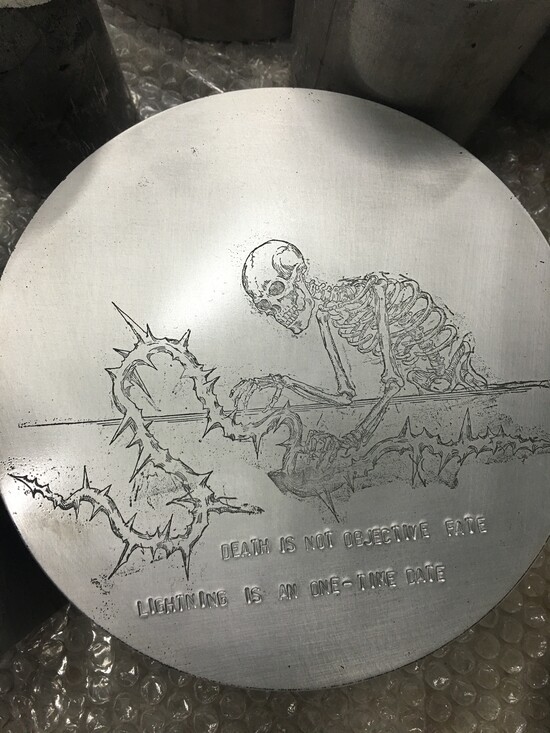 DEATH IS NOT OBJECTIVE FATE
LIGHTNING IS AN ONE-TIME DATE